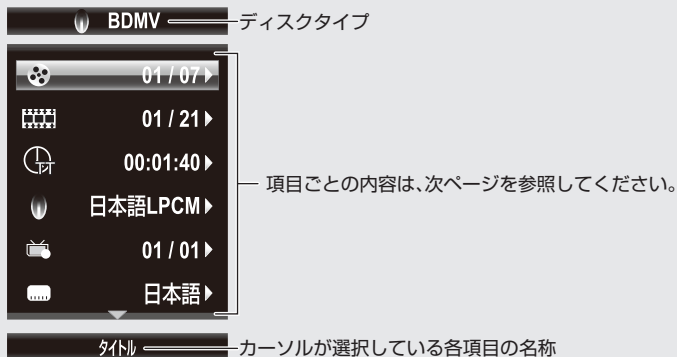 BDMV ディスクタイプ
01 / 07
01 / 21
00:01:40
項目ごとの内容は、次ページを参照してください。
日本語LPCM
01 / 01
日本語
タイトル カーソルが選択している各項目の名称